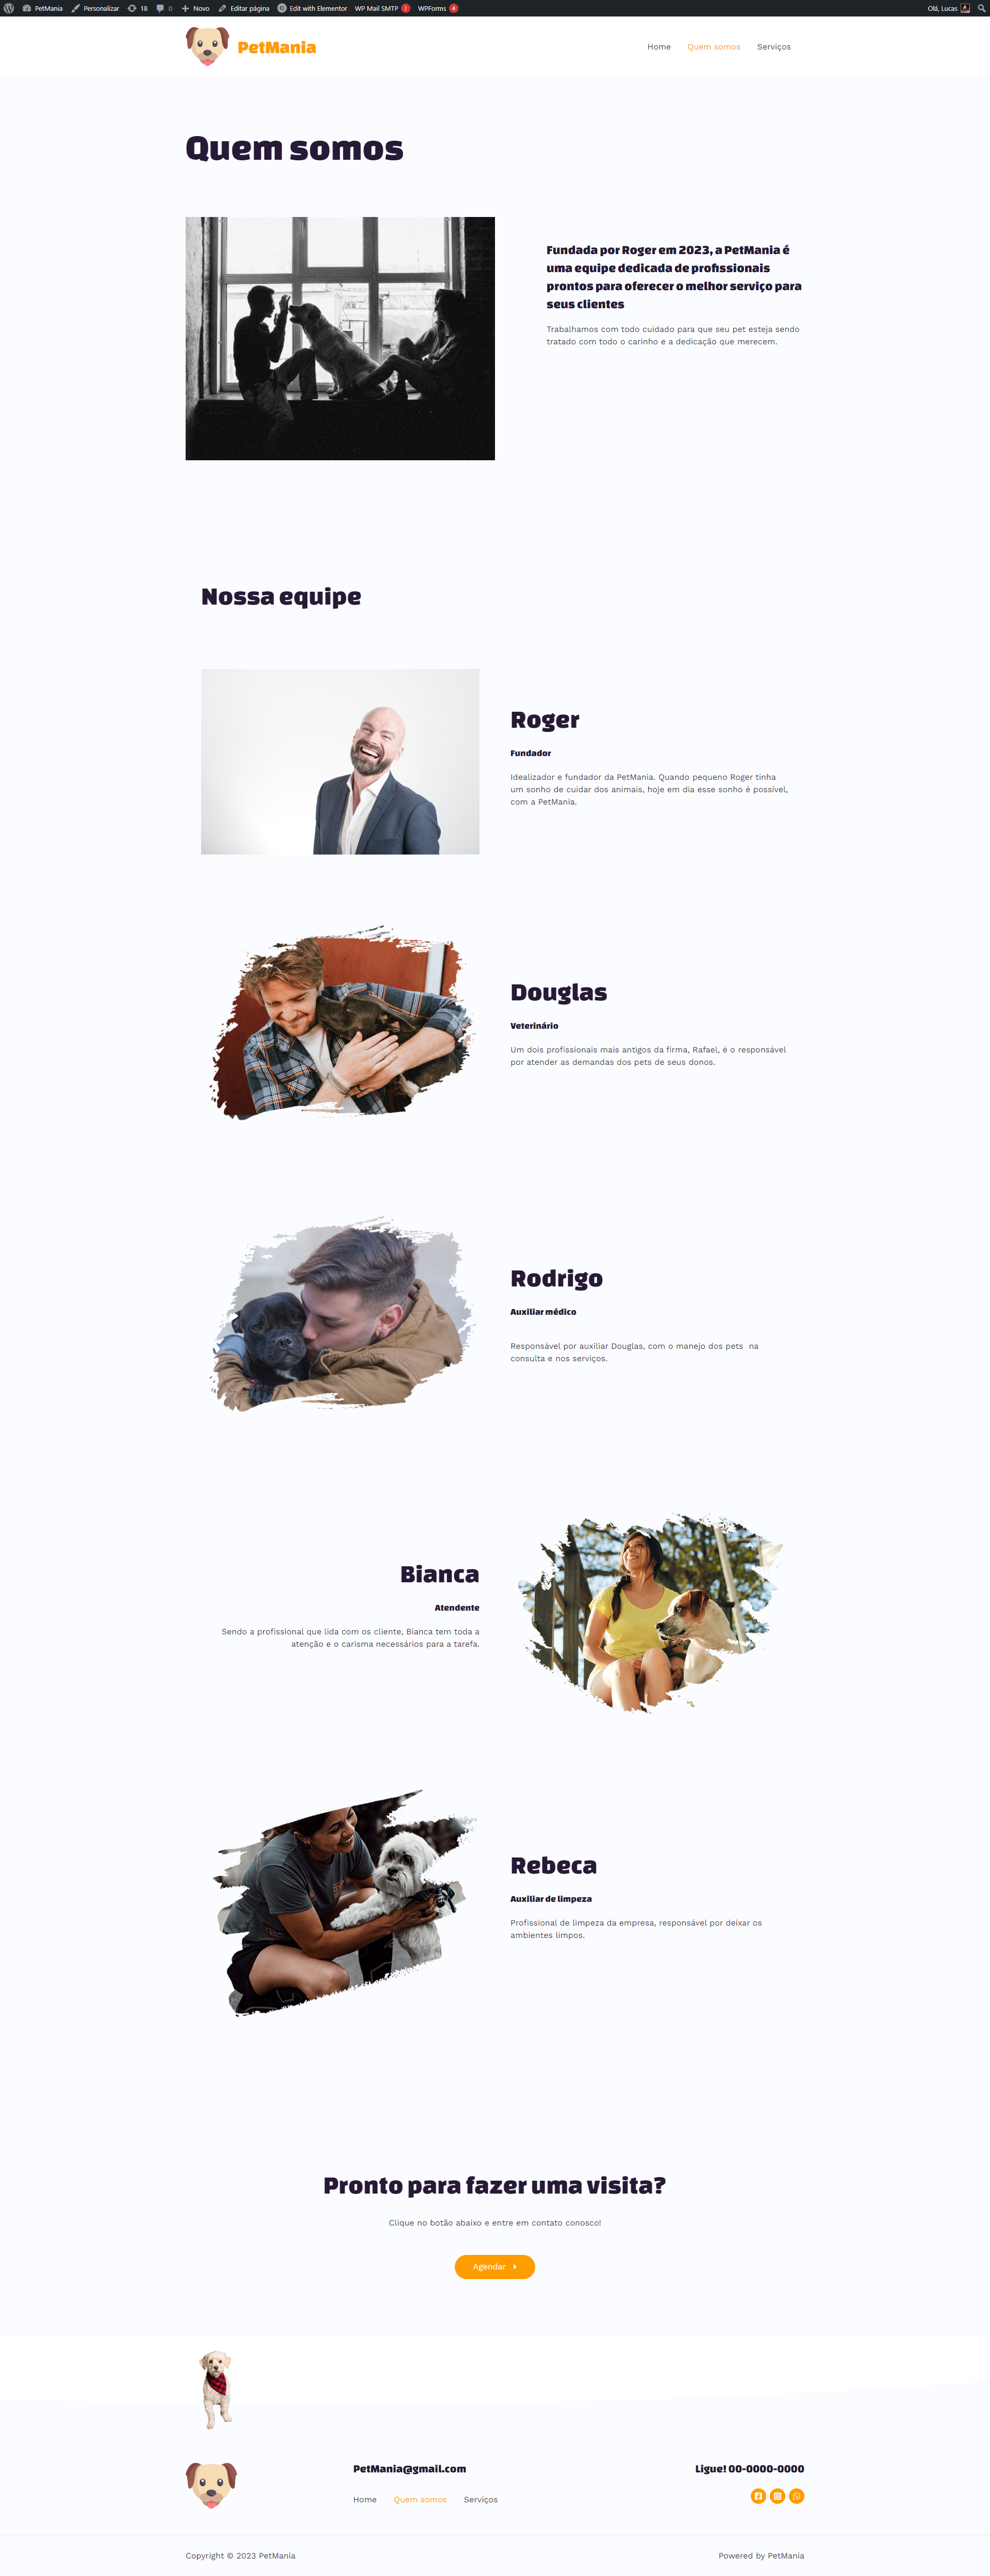 PetMania
Personalizar
18
0
Novo
Editar página
Edit with Elementor
WP Mail SMTP
!
WPForms
4
Olá, Lucas
PetMania
Home
Quem somos
Serviços
Quem somos
Fundada por Roger em 2023, a PetMania é
uma equipe dedicada de profissionais
prontos para oferecer o melhor serviço para
seus clientes
Trabalhamos com todo cuidado para que seu pet esteja sendo
tratado com todo o carinho e a dedicação que merecem.
Nossa equipe
Roger
Fundador
Idealizador e fundador da PetMania. Quando pequeno Roger tinha
um sonho de cuidar dos animais, hoje em dia esse sonho é possível,
com a PetMania.
Douglas
Veterinário
Um dois profissionais mais antigos da firma, Rafael, é o responsável
por atender as demandas dos pets de seus donos.
Rodrigo
Auxiliar médico
Responsável por auxiliar Douglas, com o manejo dos pets  na
consulta e nos serviços.
Bianca
Atendente
Sendo a profissional que lida com os cliente, Bianca tem toda a
atenção e o carisma necessários para a tarefa.
Rebeca
Auxiliar de limpeza
Profissional de limpeza da empresa, responsável por deixar os
ambientes limpos.
Pronto para fazer uma visita?
Clique no botão abaixo e entre em contato conosco!
Agendar
PetMania@gmail.com
Home
Quem somos
Serviços
Ligue! 00-0000-0000
Copyright © 2023 PetMania
Powered by PetMania